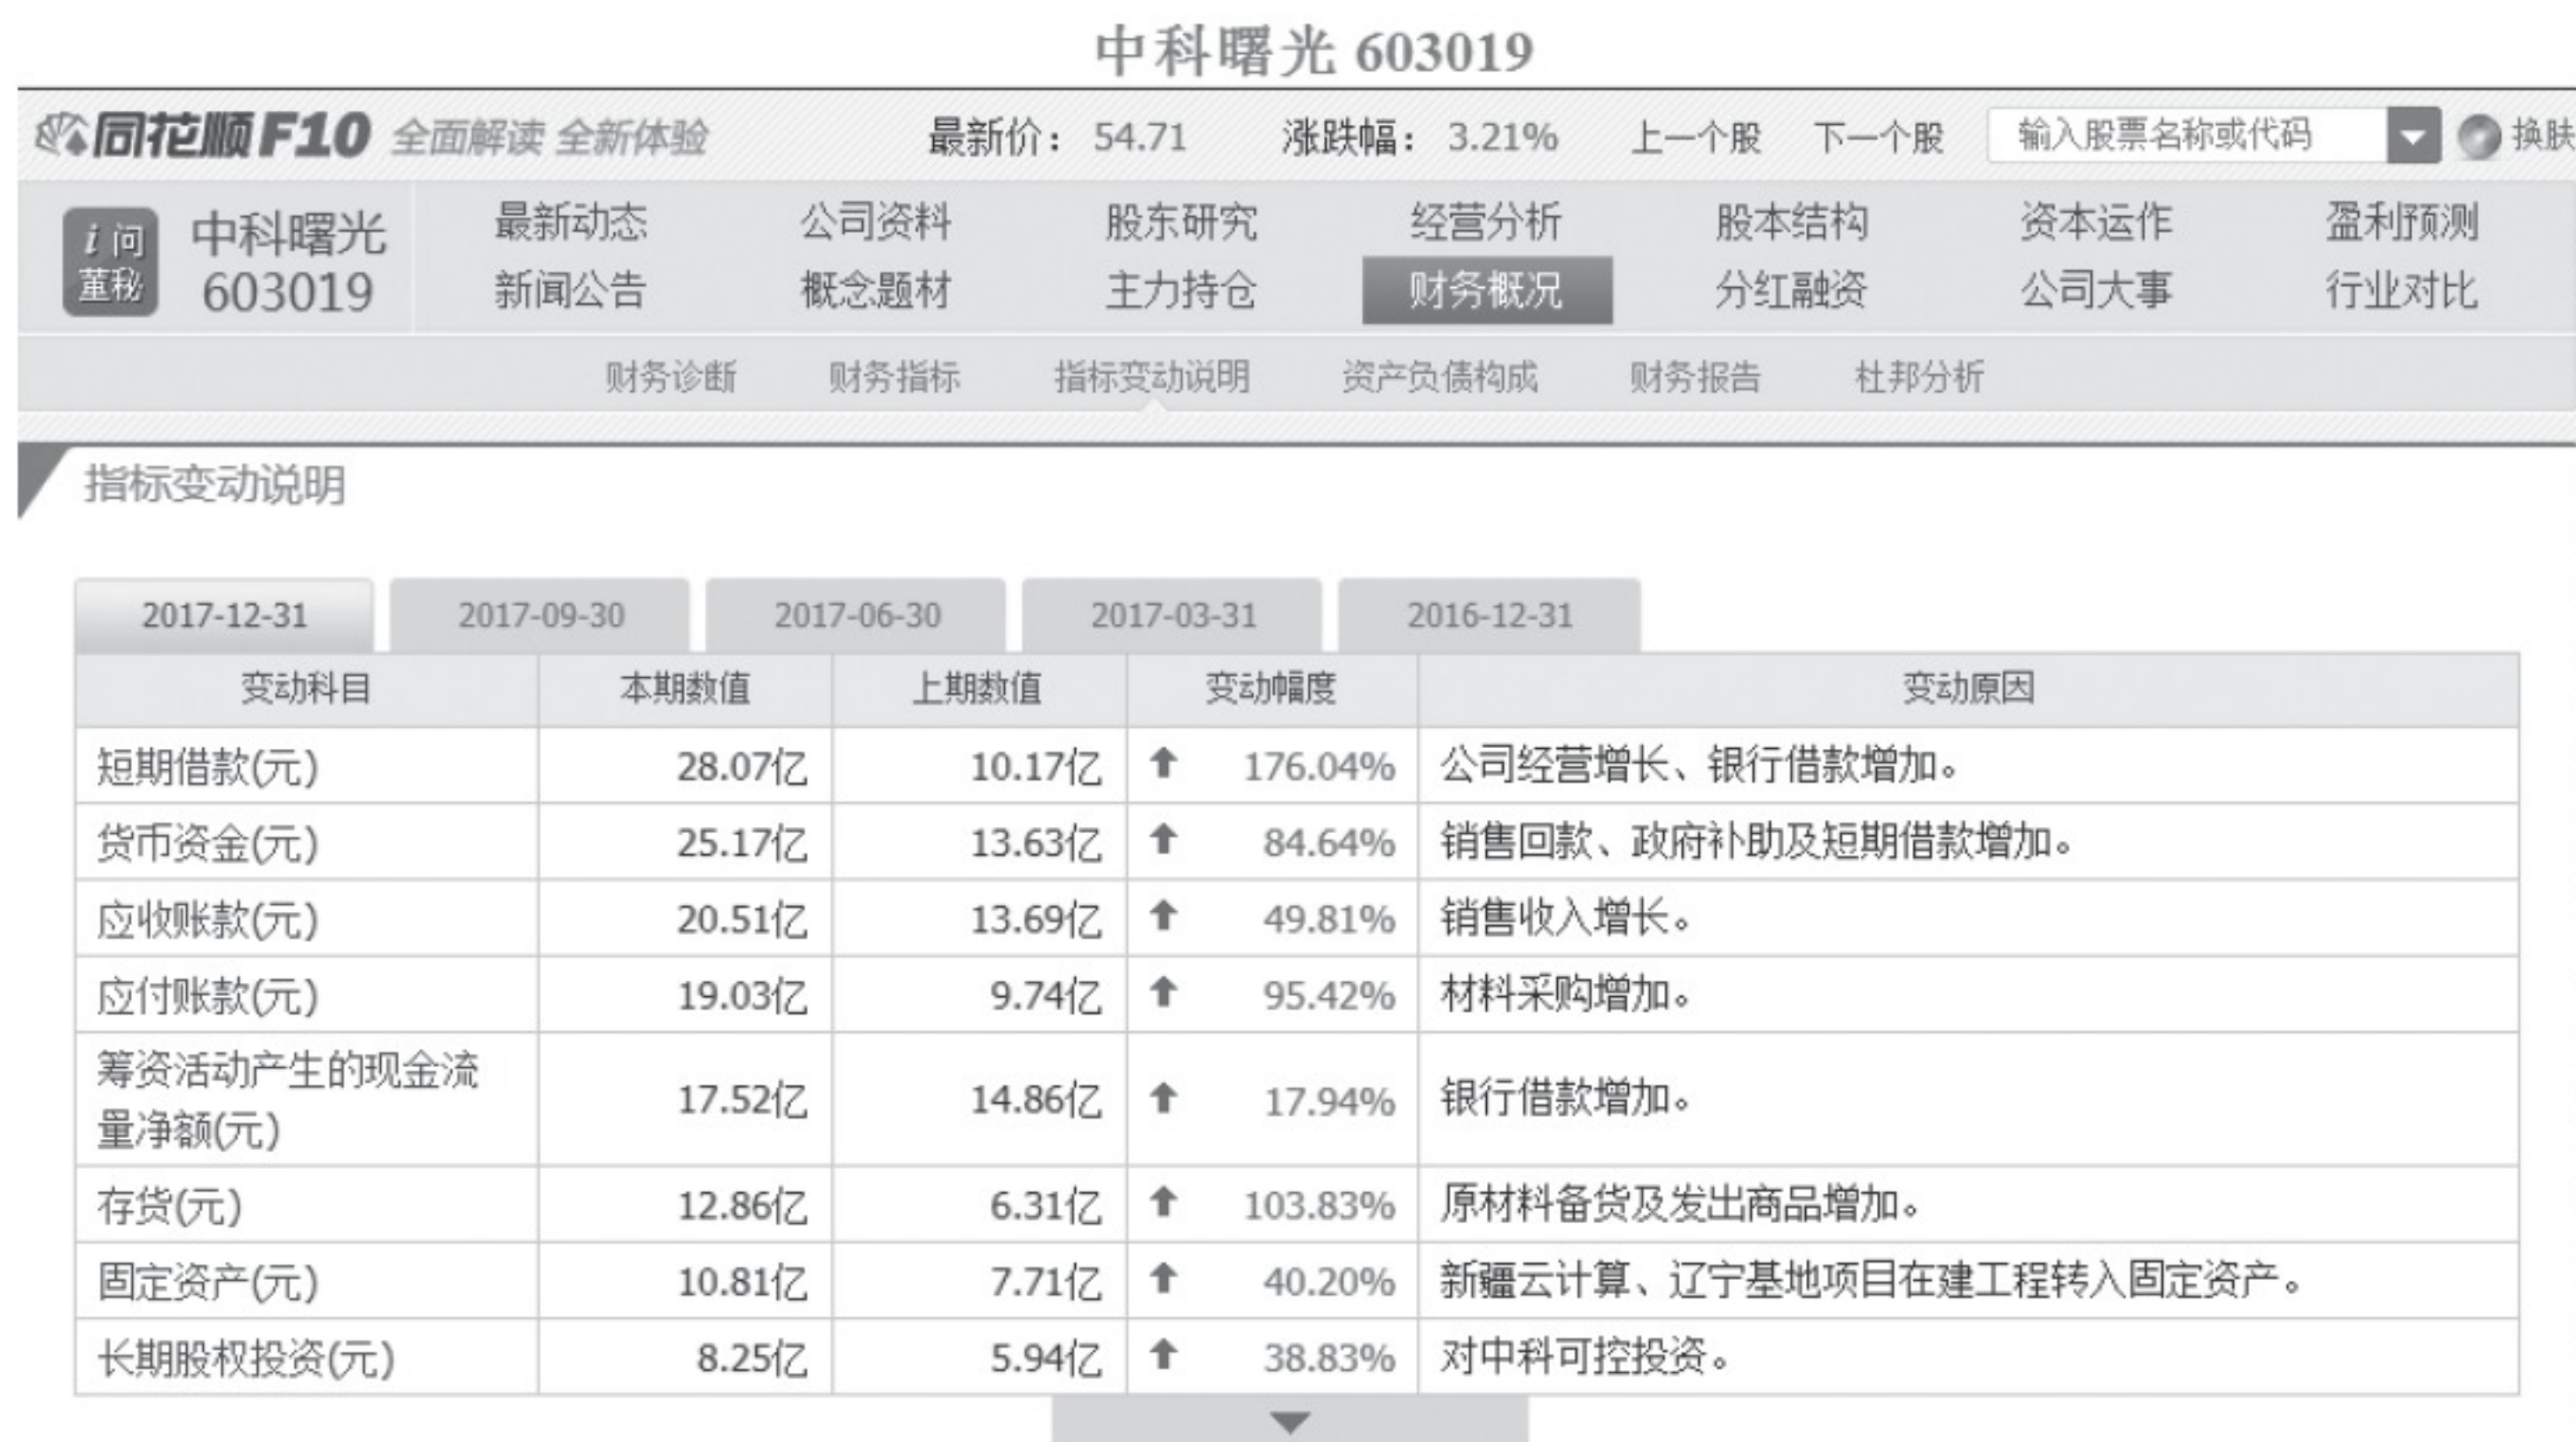 中科曙光 603019
同花顺F10 全面解读 全新体验 最新价： 54.71 涨跌幅： 3.21% 上一个股 下一个股 输入股票名称或代码 换肤
i 问董秘 中科曙光 603019
最新动态 公司资料 股东研究 经营分析 股本结构 资本运作 盈利预测
新闻公告 概念题材 主力持仓 财务概况 分红融资 公司大事 行业对比
财务诊断 财务指标 指标变动说明 资产负债构成 财务报告 杜邦分析
指标变动说明
2017-12-31 2017-09-30 2017-06-30 2017-03-31 2016-12-31
变动科目 本期数值 上期数值 变动幅度 变动原因
短期借款(元) 28.07亿 10.17亿 176.04% 公司经营增长、银行借款增加。
货币资金(元) 25.17亿 13.63亿 84.64% 销售回款、政府补助及短期借款增加。
应收账款(元) 20.51亿 13.69亿 49.81% 销售收入增长。
应付账款(元) 19.03亿 9.74亿 95.42% 材料采购增加。
筹资活动产生的现金流
量净额(元) 17.52亿 14.86亿 17.94% 银行借款增加。
存货(元) 12.86亿 6.31亿 103.83% 原材料备货及发出商品增加。
固定资产(元) 10.81亿 7.71亿 40.20% 新疆云计算、辽宁基地项目在建工程转入固定资产。
长期股权投资(元) 8.25亿 5.94亿 38.83% 对中科可控投资。